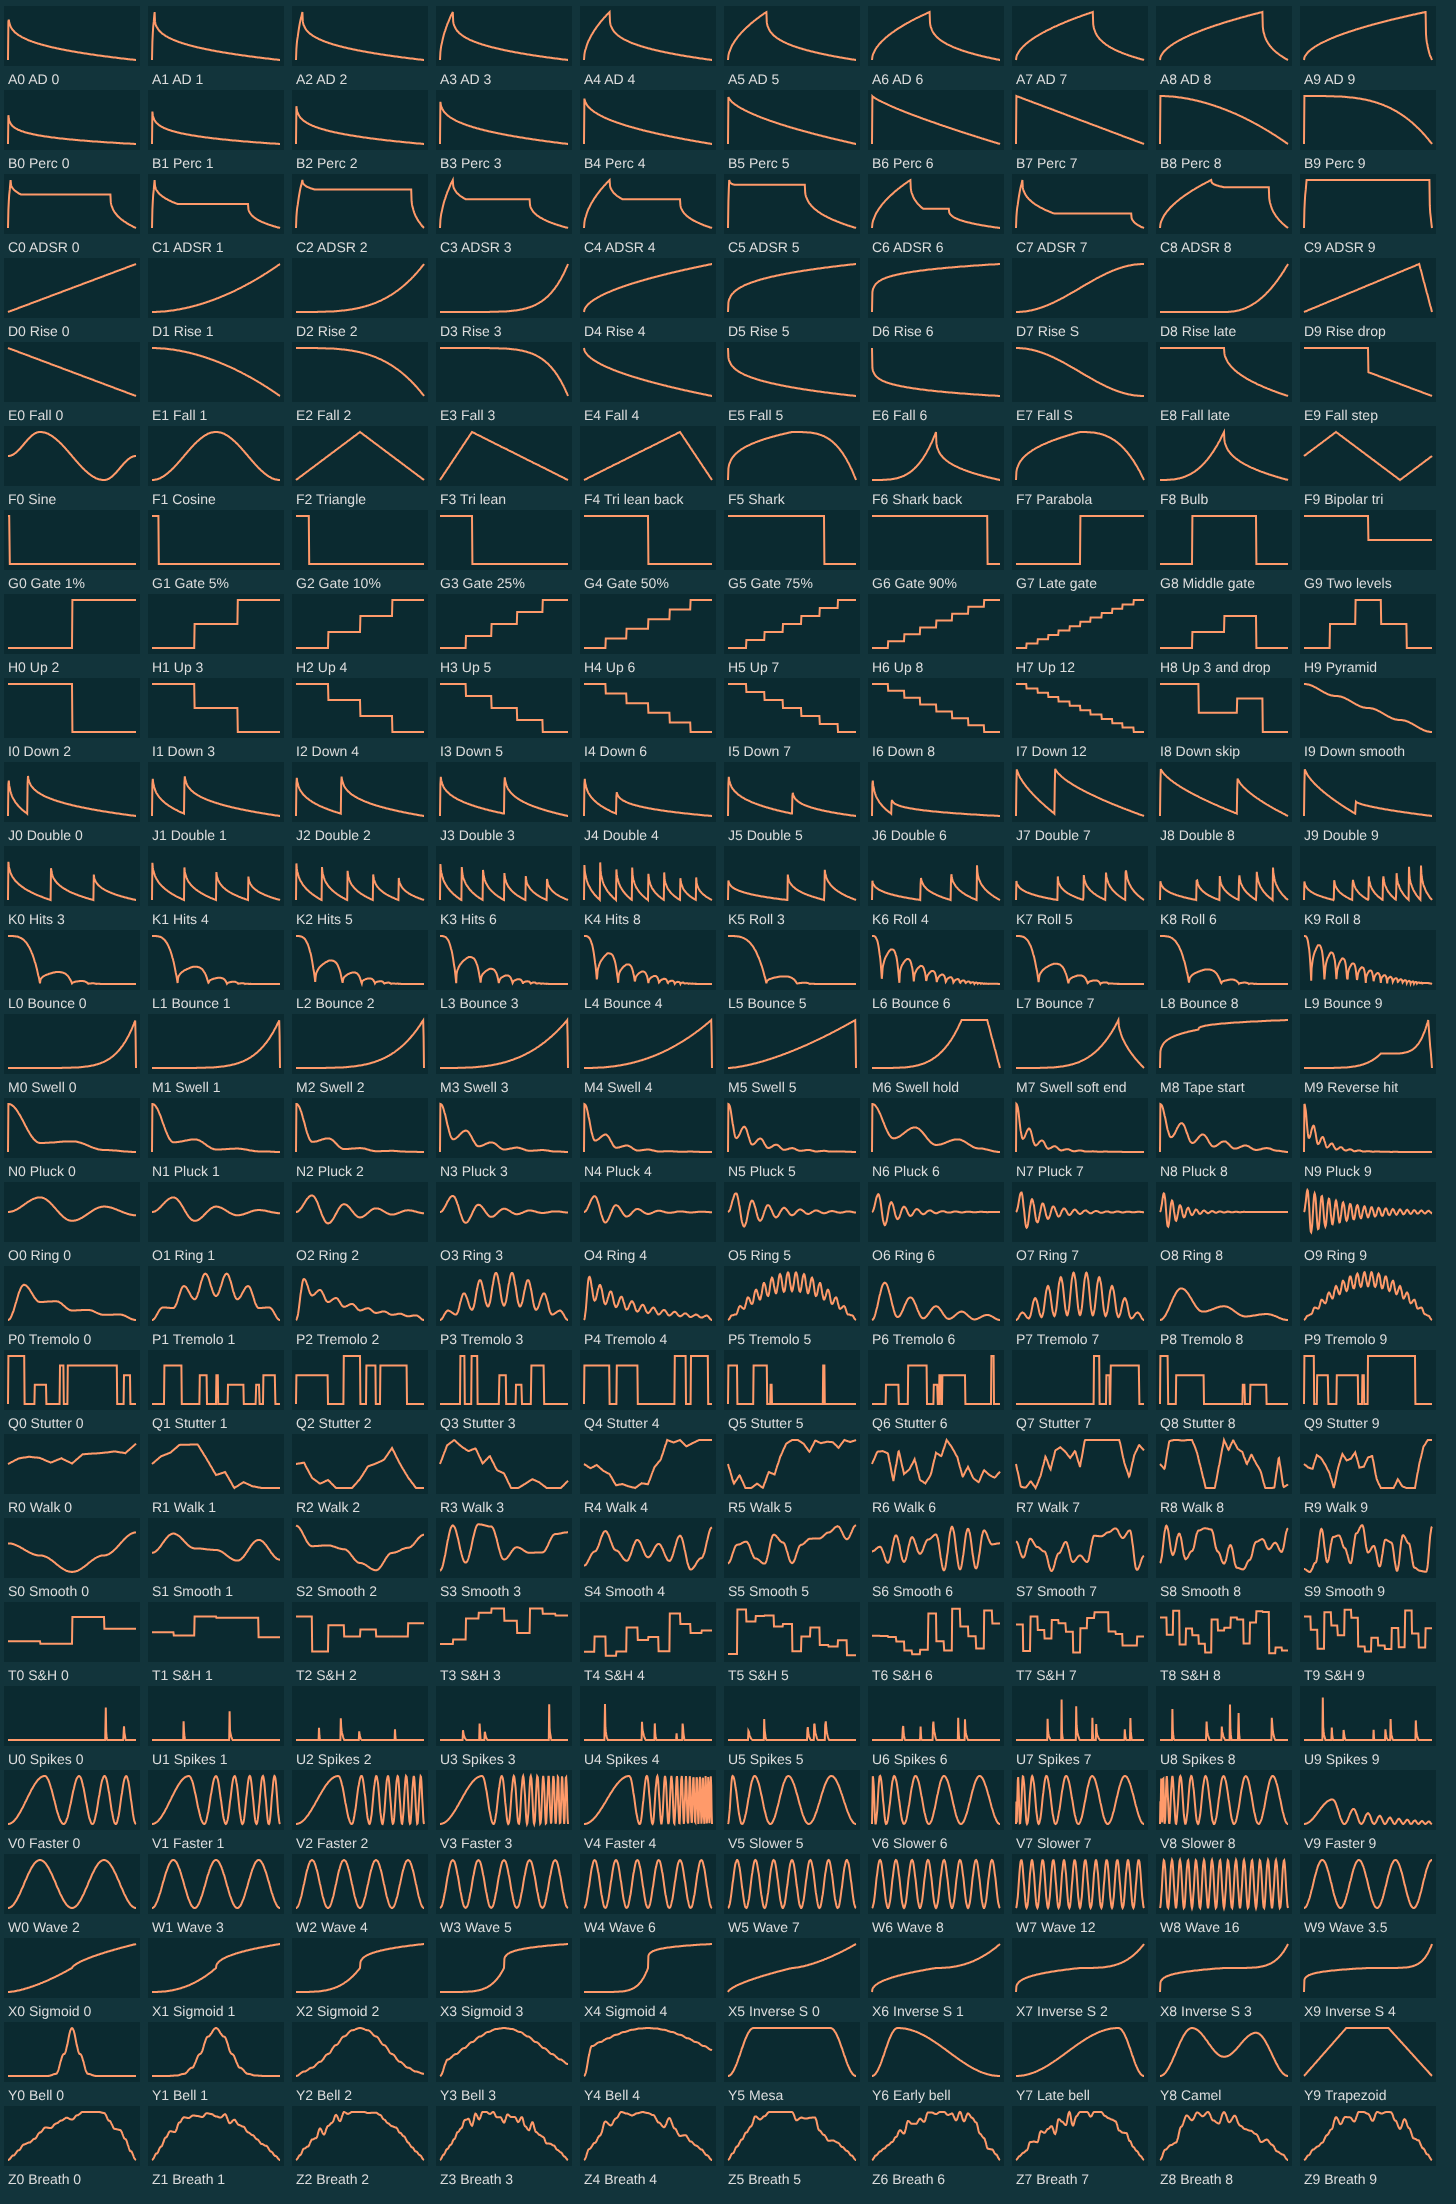 A0 AD 0 A1 AD 1 A2 AD 2 A3 AD 3 A4 AD 4 A5 AD 5 A6 AD 6 A7 AD 7 A8 AD 8 A9 AD 9
B0 Perc 0 B1 Perc 1 B2 Perc 2 B3 Perc 3 B4 Perc 4 B5 Perc 5 B6 Perc 6 B7 Perc 7 B8 Perc 8 B9 Perc 9
C0 ADSR 0 C1 ADSR 1 C2 ADSR 2 C3 ADSR 3 C4 ADSR 4 C5 ADSR 5 C6 ADSR 6 C7 ADSR 7 C8 ADSR 8 C9 ADSR 9
D0 Rise 0 D1 Rise 1 D2 Rise 2 D3 Rise 3 D4 Rise 4 D5 Rise 5 D6 Rise 6 D7 Rise S D8 Rise late D9 Rise drop
E0 Fall 0 E1 Fall 1 E2 Fall 2 E3 Fall 3 E4 Fall 4 E5 Fall 5 E6 Fall 6 E7 Fall S E8 Fall late E9 Fall step
F0 Sine F1 Cosine F2 Triangle F3 Tri lean F4 Tri lean back F5 Shark F6 Shark back F7 Parabola F8 Bulb F9 Bipolar tri
G0 Gate 1% G1 Gate 5% G2 Gate 10% G3 Gate 25% G4 Gate 50% G5 Gate 75% G6 Gate 90% G7 Late gate G8 Middle gate G9 Two levels
H0 Up 2 H1 Up 3 H2 Up 4 H3 Up 5 H4 Up 6 H5 Up 7 H6 Up 8 H7 Up 12 H8 Up 3 and drop H9 Pyramid
I0 Down 2 I1 Down 3 I2 Down 4 I3 Down 5 I4 Down 6 I5 Down 7 I6 Down 8 I7 Down 12 I8 Down skip I9 Down smooth
J0 Double 0 J1 Double 1 J2 Double 2 J3 Double 3 J4 Double 4 J5 Double 5 J6 Double 6 J7 Double 7 J8 Double 8 J9 Double 9
K0 Hits 3 K1 Hits 4 K2 Hits 5 K3 Hits 6 K4 Hits 8 K5 Roll 3 K6 Roll 4 K7 Roll 5 K8 Roll 6 K9 Roll 8
L0 Bounce 0 L1 Bounce 1 L2 Bounce 2 L3 Bounce 3 L4 Bounce 4 L5 Bounce 5 L6 Bounce 6 L7 Bounce 7 L8 Bounce 8 L9 Bounce 9
M0 Swell 0 M1 Swell 1 M2 Swell 2 M3 Swell 3 M4 Swell 4 M5 Swell 5 M6 Swell hold M7 Swell soft end M8 Tape start M9 Reverse hit
N0 Pluck 0 N1 Pluck 1 N2 Pluck 2 N3 Pluck 3 N4 Pluck 4 N5 Pluck 5 N6 Pluck 6 N7 Pluck 7 N8 Pluck 8 N9 Pluck 9
O0 Ring 0 O1 Ring 1 O2 Ring 2 O3 Ring 3 O4 Ring 4 O5 Ring 5 O6 Ring 6 O7 Ring 7 O8 Ring 8 O9 Ring 9
P0 Tremolo 0 P1 Tremolo 1 P2 Tremolo 2 P3 Tremolo 3 P4 Tremolo 4 P5 Tremolo 5 P6 Tremolo 6 P7 Tremolo 7 P8 Tremolo 8 P9 Tremolo 9
Q0 Stutter 0 Q1 Stutter 1 Q2 Stutter 2 Q3 Stutter 3 Q4 Stutter 4 Q5 Stutter 5 Q6 Stutter 6 Q7 Stutter 7 Q8 Stutter 8 Q9 Stutter 9
R0 Walk 0 R1 Walk 1 R2 Walk 2 R3 Walk 3 R4 Walk 4 R5 Walk 5 R6 Walk 6 R7 Walk 7 R8 Walk 8 R9 Walk 9
S0 Smooth 0 S1 Smooth 1 S2 Smooth 2 S3 Smooth 3 S4 Smooth 4 S5 Smooth 5 S6 Smooth 6 S7 Smooth 7 S8 Smooth 8 S9 Smooth 9
T0 S&H 0 T1 S&H 1 T2 S&H 2 T3 S&H 3 T4 S&H 4 T5 S&H 5 T6 S&H 6 T7 S&H 7 T8 S&H 8 T9 S&H 9
U0 Spikes 0 U1 Spikes 1 U2 Spikes 2 U3 Spikes 3 U4 Spikes 4 U5 Spikes 5 U6 Spikes 6 U7 Spikes 7 U8 Spikes 8 U9 Spikes 9
V0 Faster 0 V1 Faster 1 V2 Faster 2 V3 Faster 3 V4 Faster 4 V5 Slower 5 V6 Slower 6 V7 Slower 7 V8 Slower 8 V9 Faster 9
W0 Wave 2 W1 Wave 3 W2 Wave 4 W3 Wave 5 W4 Wave 6 W5 Wave 7 W6 Wave 8 W7 Wave 12 W8 Wave 16 W9 Wave 3.5
X0 Sigmoid 0 X1 Sigmoid 1 X2 Sigmoid 2 X3 Sigmoid 3 X4 Sigmoid 4 X5 Inverse S 0 X6 Inverse S 1 X7 Inverse S 2 X8 Inverse S 3 X9 Inverse S 4
Y0 Bell 0 Y1 Bell 1 Y2 Bell 2 Y3 Bell 3 Y4 Bell 4 Y5 Mesa Y6 Early bell Y7 Late bell Y8 Camel Y9 Trapezoid
Z0 Breath 0 Z1 Breath 1 Z2 Breath 2 Z3 Breath 3 Z4 Breath 4 Z5 Breath 5 Z6 Breath 6 Z7 Breath 7 Z8 Breath 8 Z9 Breath 9